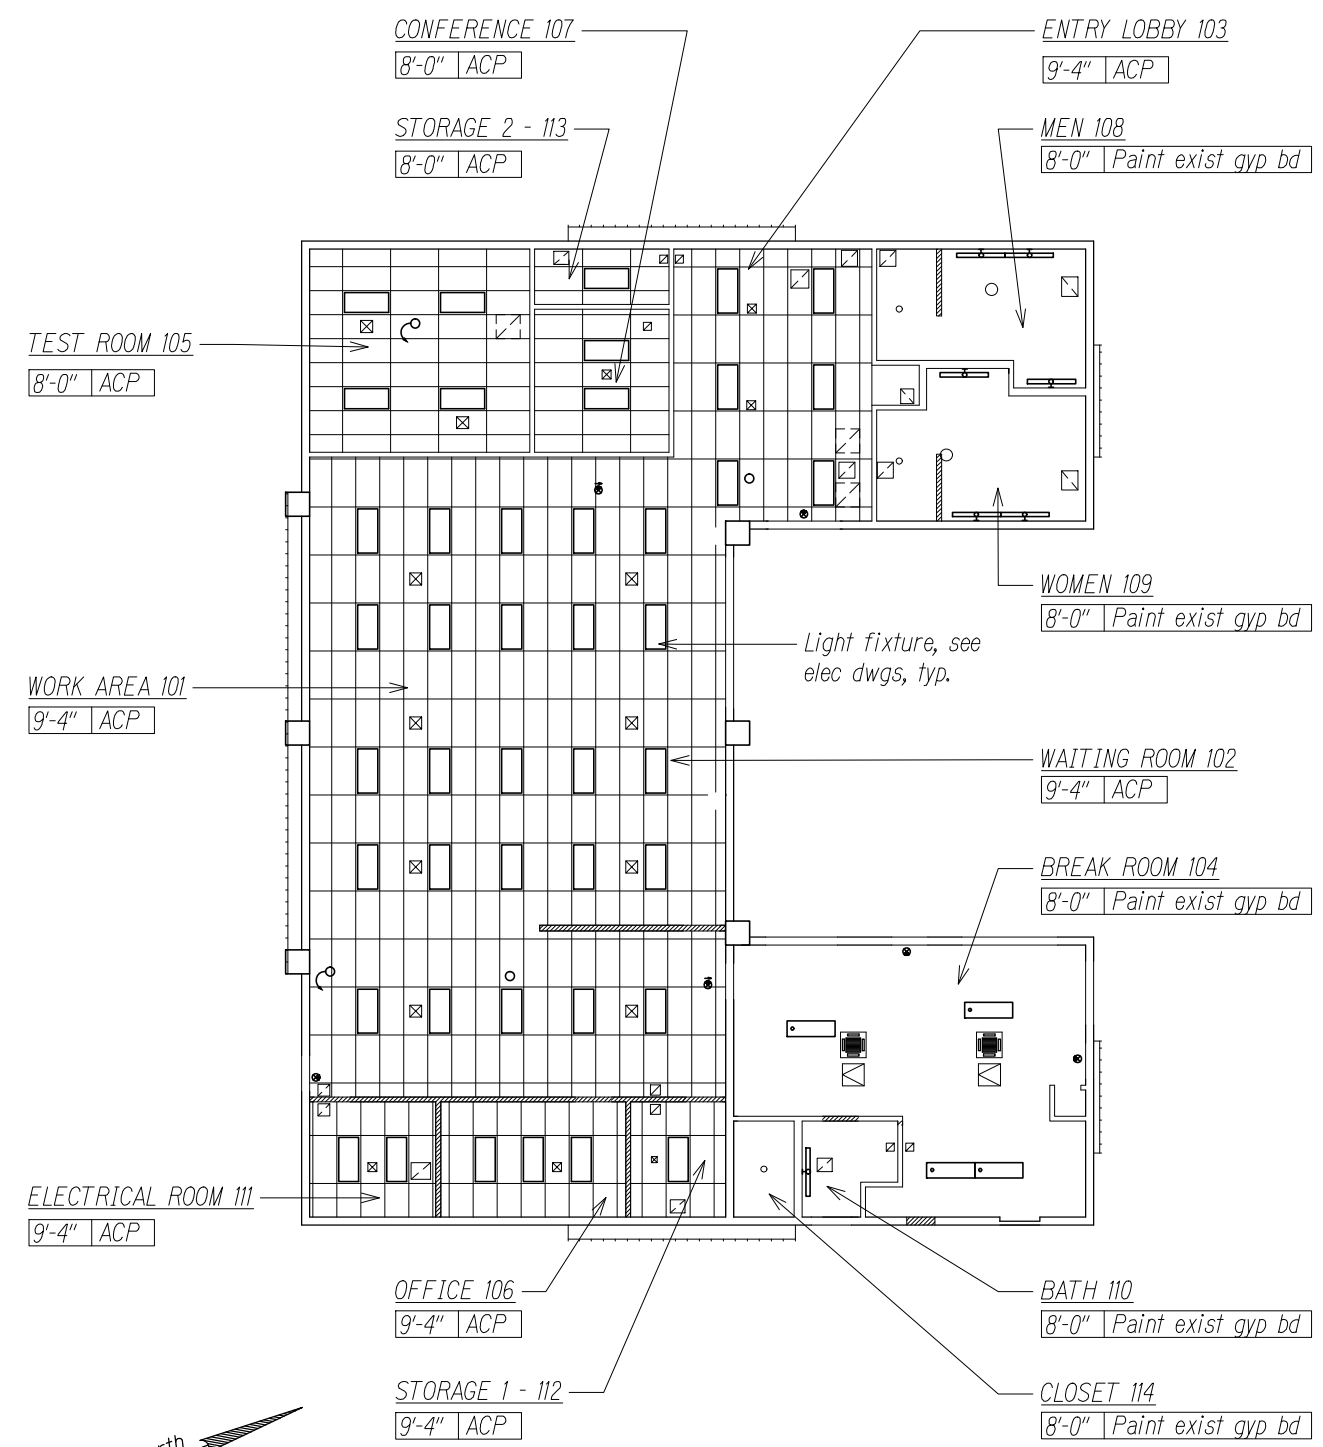 CONFERENCE 107
8'-0" ACP
ENTRY LOBBY 103
9'-4" ACP
STORAGE 2 - 113
8'-0" ACP
MEN 108
8'-0" Paint exist gyp bd
TEST ROOM 105
8'-0" ACP
WOMEN 109
8'-0" Paint exist gyp bd
Light fixture, see
elec dwgs, typ.
WORK AREA 101
9'-4" ACP
WAITING ROOM 102
9'-4" ACP
BREAK ROOM 104
8'-0" Paint exist gyp bd
ELECTRICAL ROOM 111
9'-4" ACP
OFFICE 106
9'-4" ACP
BATH 110
8'-0" Paint exist gyp bd
STORAGE 1 - 112
9'-4" ACP
CLOSET 114
8'-0" Paint exist gyp bd